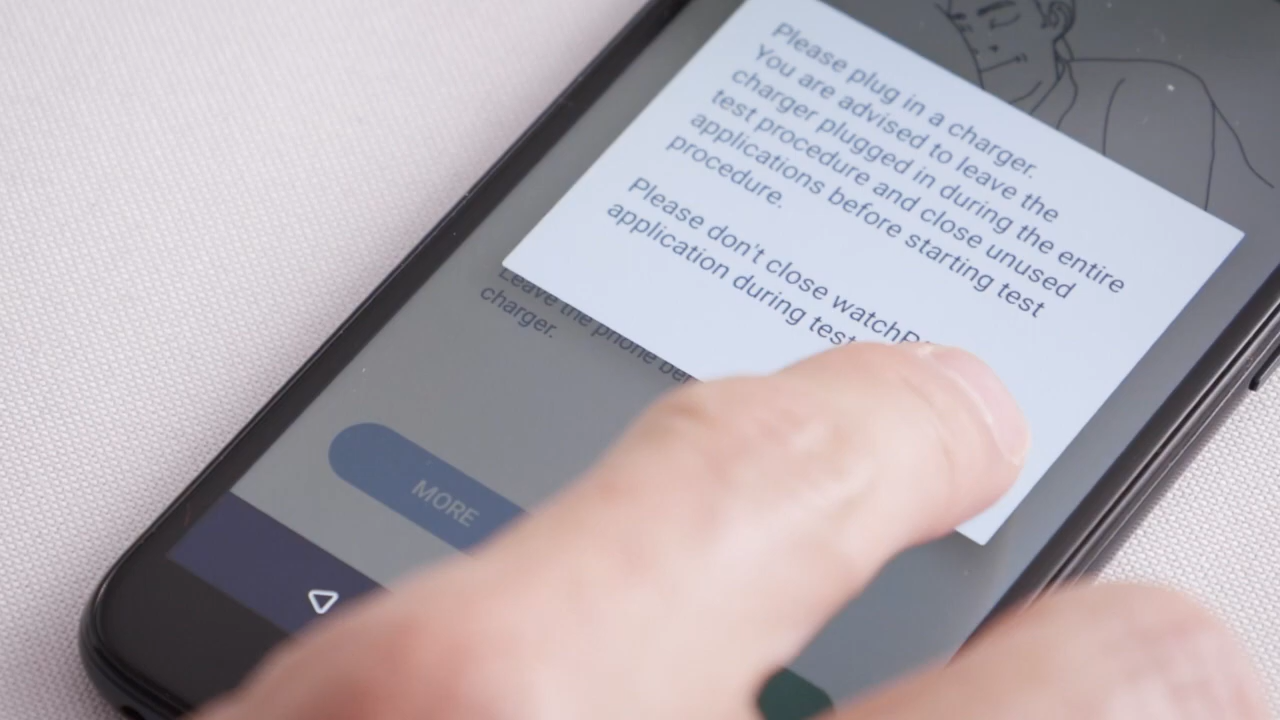 Please plug in a charger.
You are advised to leave the
charger plugged in during the entire
test procedure and close unused
applications before starting test
procedure.
Please don't close watchP
application during test
Leave the phone
charger.
MORE